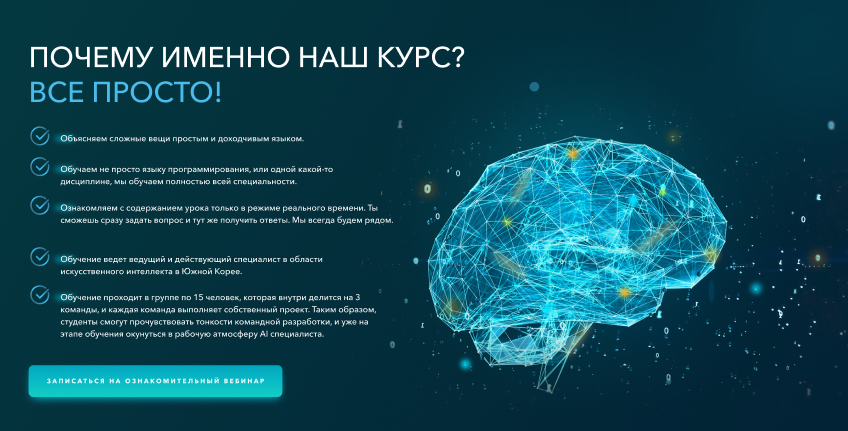 ПОЧЕМУ ИМЕННО НАШ КУРС?
ВСЕ ПРОСТО!
Объясняем сложные вещи простым и доходчивым языком.
Обучаем не просто языку программирования, или одной какой-то
дисциплине, мы обучаем полностью всей специальности.
Ознакомляем с содержанием урока только в режиме реального времени. Ты
сможешь сразу задать вопрос и тут же получить ответы. Мы всегда будем рядом.
Обучение ведет ведущий и действующий специалист в области
искусственного интеллекта в Южной Корее.
Обучение проходит в группе по 15 человек, которая внутри делится на 3
команды, и каждая команда выполняет собственный проект. Таким образом,
студенты смогут прочувствовать тонкости командной разработки, и уже на
этапе обучения окунуться в рабочую атмосферу AI специалиста.
ЗАПИСАТЬСЯ НА ОЗНАКОМИТЕЛЬНЫЙ ВЕБИНАР